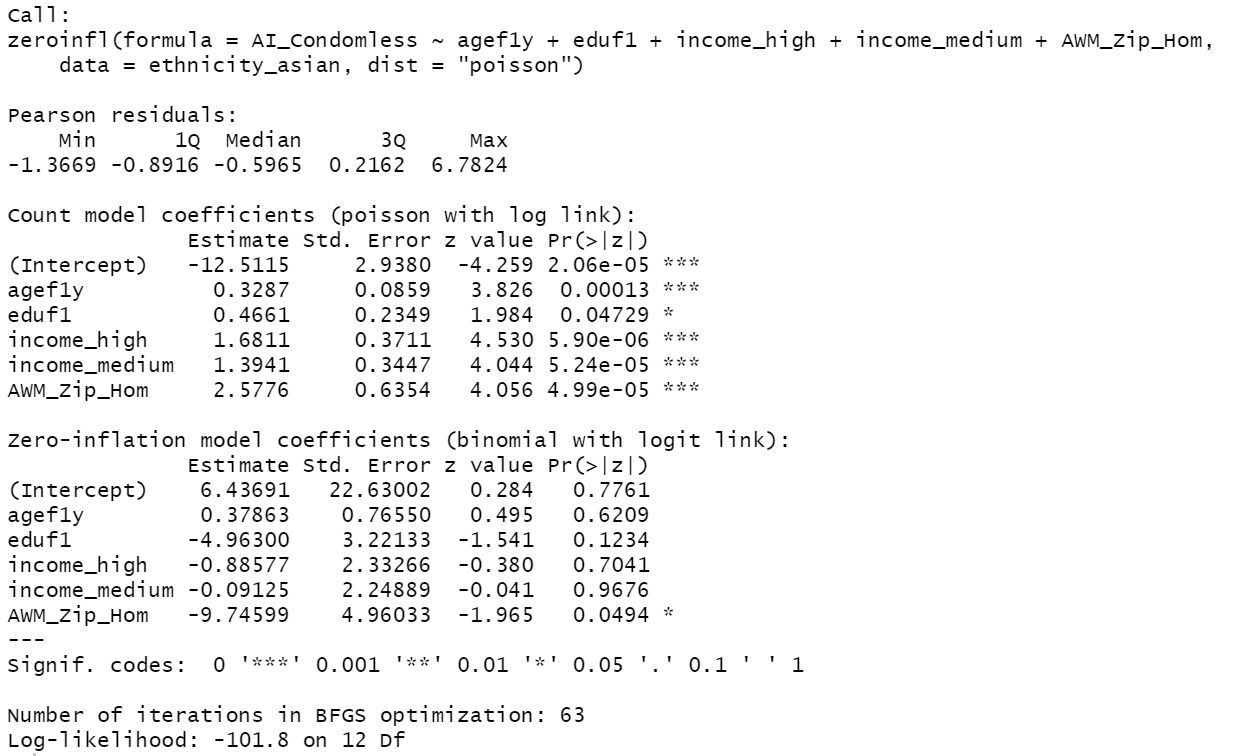 Call:
zeroinfl(formula = AI_Condomless ~ agef1y + eduf1 + income_high + income_medium + AWM_Zip_Hom,
    data = ethnicity_asian, dist = "poisson")

Pearson residuals:
    Min      1Q  Median      3Q     Max
-1.3669 -0.8916 -0.5965  0.2162  6.7824

Count model coefficients (poisson with log link):
              Estimate Std. Error z value Pr(>|z|)
(Intercept)   -12.5115     2.9380  -4.259 2.06e-05 ***
agef1y          0.3287     0.0859   3.826  0.00013 ***
eduf1           0.4661     0.2349   1.984  0.04729 *
income_high     1.6811     0.3711   4.530 5.90e-06 ***
income_medium   1.3941     0.3447   4.044 5.24e-05 ***
AWM_Zip_Hom     2.5776     0.6354   4.056 4.99e-05 ***

Zero-inflation model coefficients (binomial with logit link):
              Estimate Std. Error z value Pr(>|z|)
(Intercept)    6.43691   22.63002   0.284   0.7761
agef1y         0.37863    0.76550   0.495   0.6209
eduf1         -4.96300    3.22133  -1.541   0.1234
income_high   -0.88577    2.33266  -0.380   0.7041
income_medium -0.09125    2.24889  -0.041   0.9676
AWM_Zip_Hom   -9.74599    4.96033  -1.965   0.0494 *
---
Signif. codes:  0 '***' 0.001 '**' 0.01 '*' 0.05 '.' 0.1 ' ' 1

Number of iterations in BFGS optimization: 63
Log-likelihood: -101.8 on 12 Df